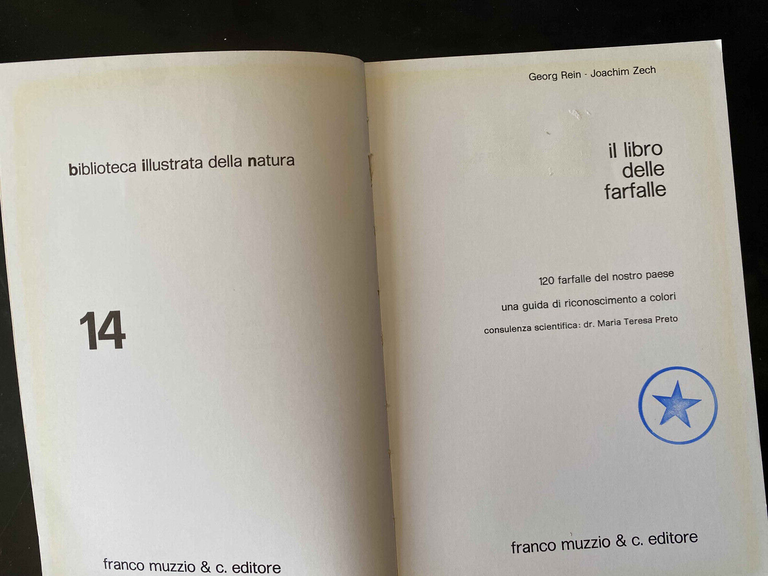 biblioteca illustrata della natura
14
franco muzzio & c. editore
Georg Rein · Joachim Zech
il libro
delle
farfalle
120 farfalle del nostro paese
una guida di riconoscimento a colori
consulenza scientifica: dr. Maria Teresa Preto
franco muzzio & c. editore